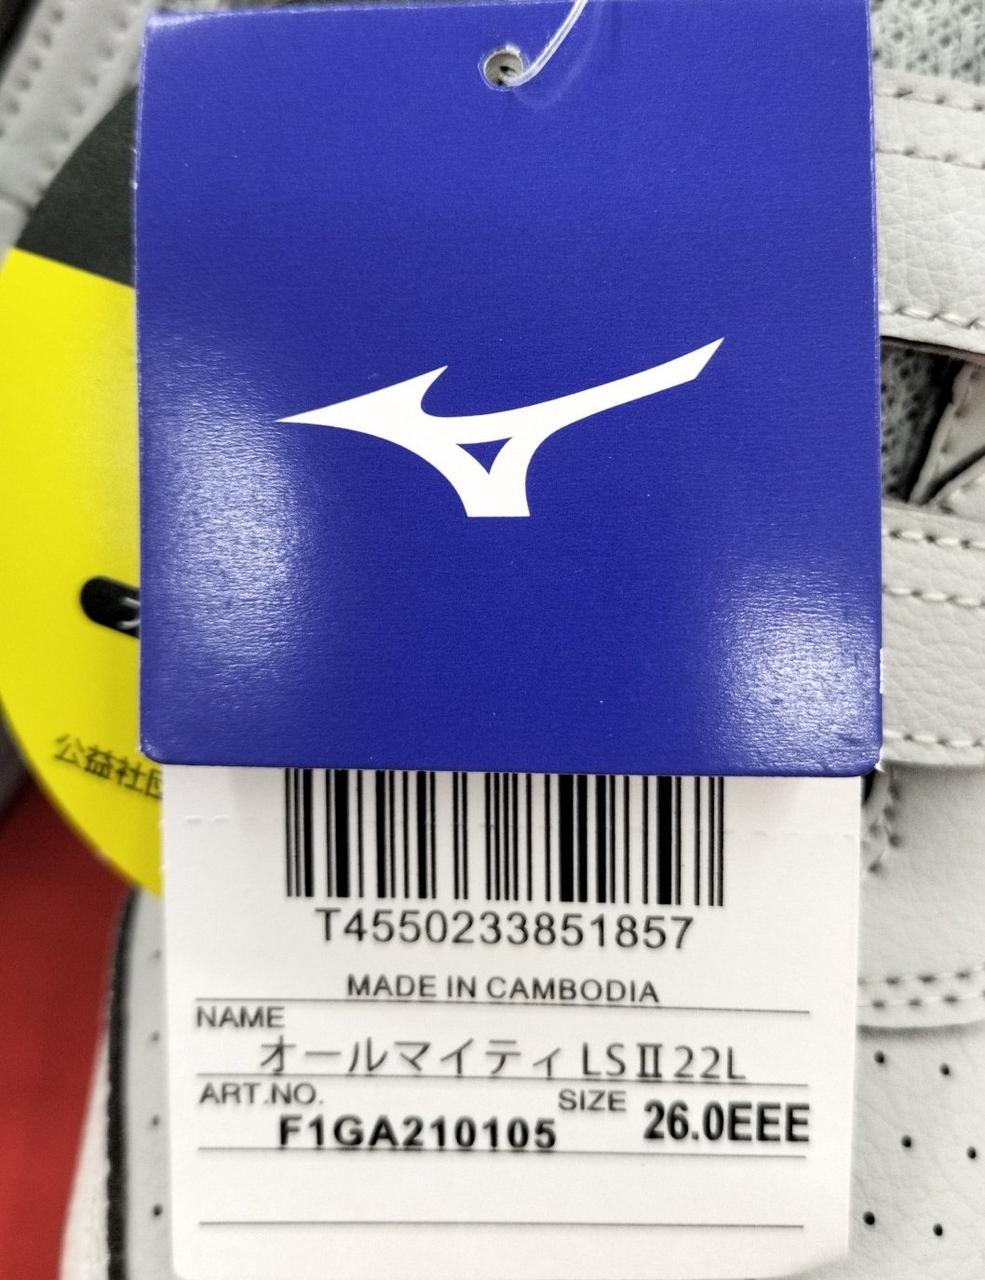 公益社団
T4550233851857
MADE IN CAMBODIA
NAME
オールマイティ LSⅡ22L
ART.NO.
SIZE
F1GA210105
26.0EEE